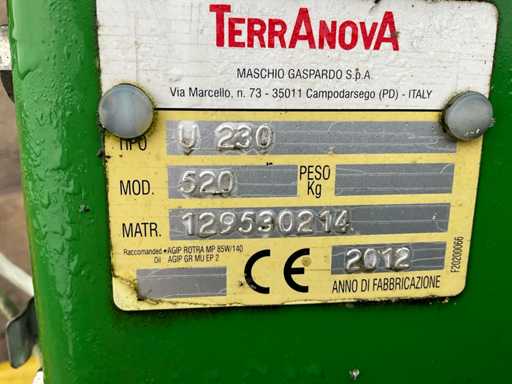 TERRANOVA
MASCHIO GASPARDO S.p.A
Via Marcello, n. 73 - 35011 Campodarsego (PD) - ITALY
TIPO U 230
MOD. 520 PESO Kg
MATR. 129530214
Raccomanded • AGIP ROTRA MP 85W/140
Oil • AGIP GR MU EP 2
CE 2012
ANNO DI FABBRICAZIONE
F20200066